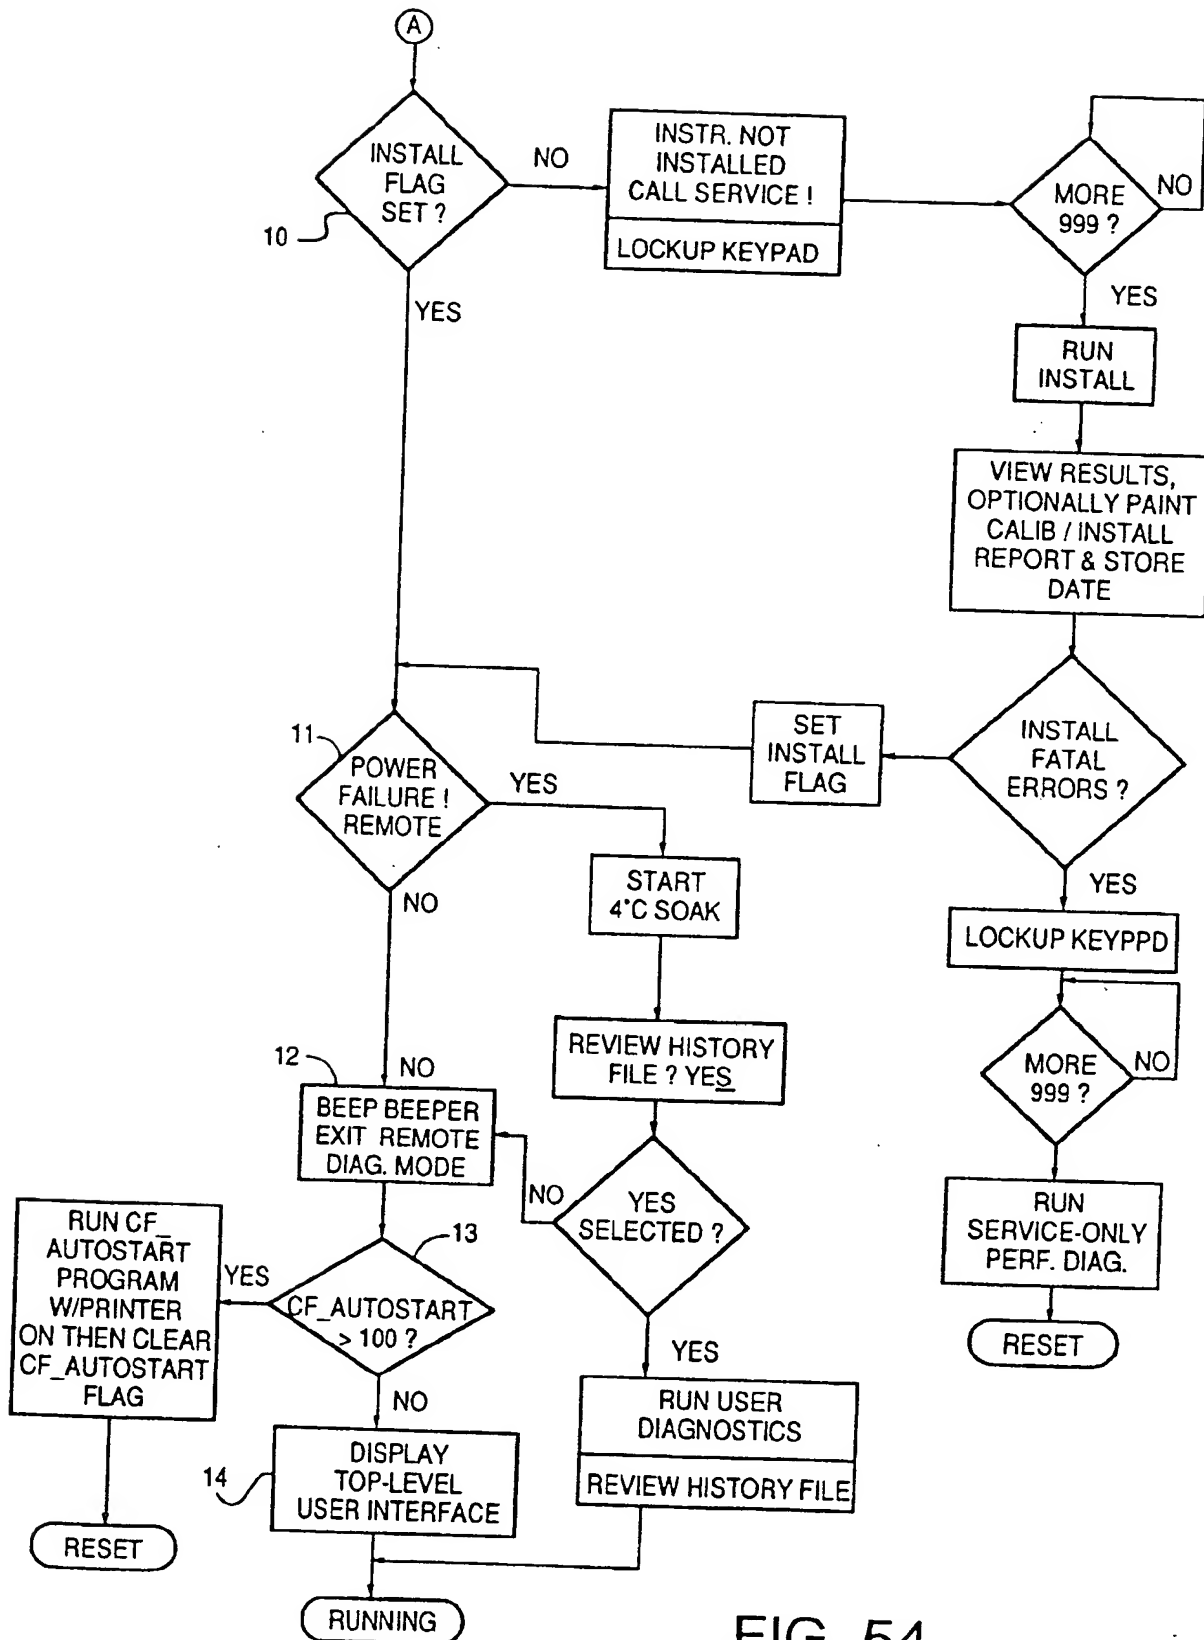 A
INSTALL
FLAG
SET ?
10
NO
YES
INSTR. NOT
INSTALLED
CALL SERVICE !
LOCKUP KEYPAD
MORE
999 ?
NO
YES
RUN
INSTALL
VIEW RESULTS,
OPTIONALLY PAINT
CALIB / INSTALL
REPORT & STORE
DATE
INSTALL
FATAL
ERRORS ?
SET
INSTALL
FLAG
YES
LOCKUP KEYPPD
MORE
999 ?
NO
RUN
SERVICE-ONLY
PERF. DIAG.
RESET
11
POWER
FAILURE !
REMOTE
YES
NO
START
4°C SOAK
REVIEW HISTORY
FILE ? YES
YES
SELECTED ?
NO
YES
RUN USER
DIAGNOSTICS
REVIEW HISTORY FILE
12
NO
BEEP BEEPER
EXIT REMOTE
DIAG. MODE
13
CF_AUTOSTART
> 100 ?
YES
NO
RUN CF_
AUTOSTART
PROGRAM
W/PRINTER
ON THEN CLEAR
CF_AUTOSTART
FLAG
RESET
14
DISPLAY
TOP-LEVEL
USER INTERFACE
RUNNING
FIG. 54